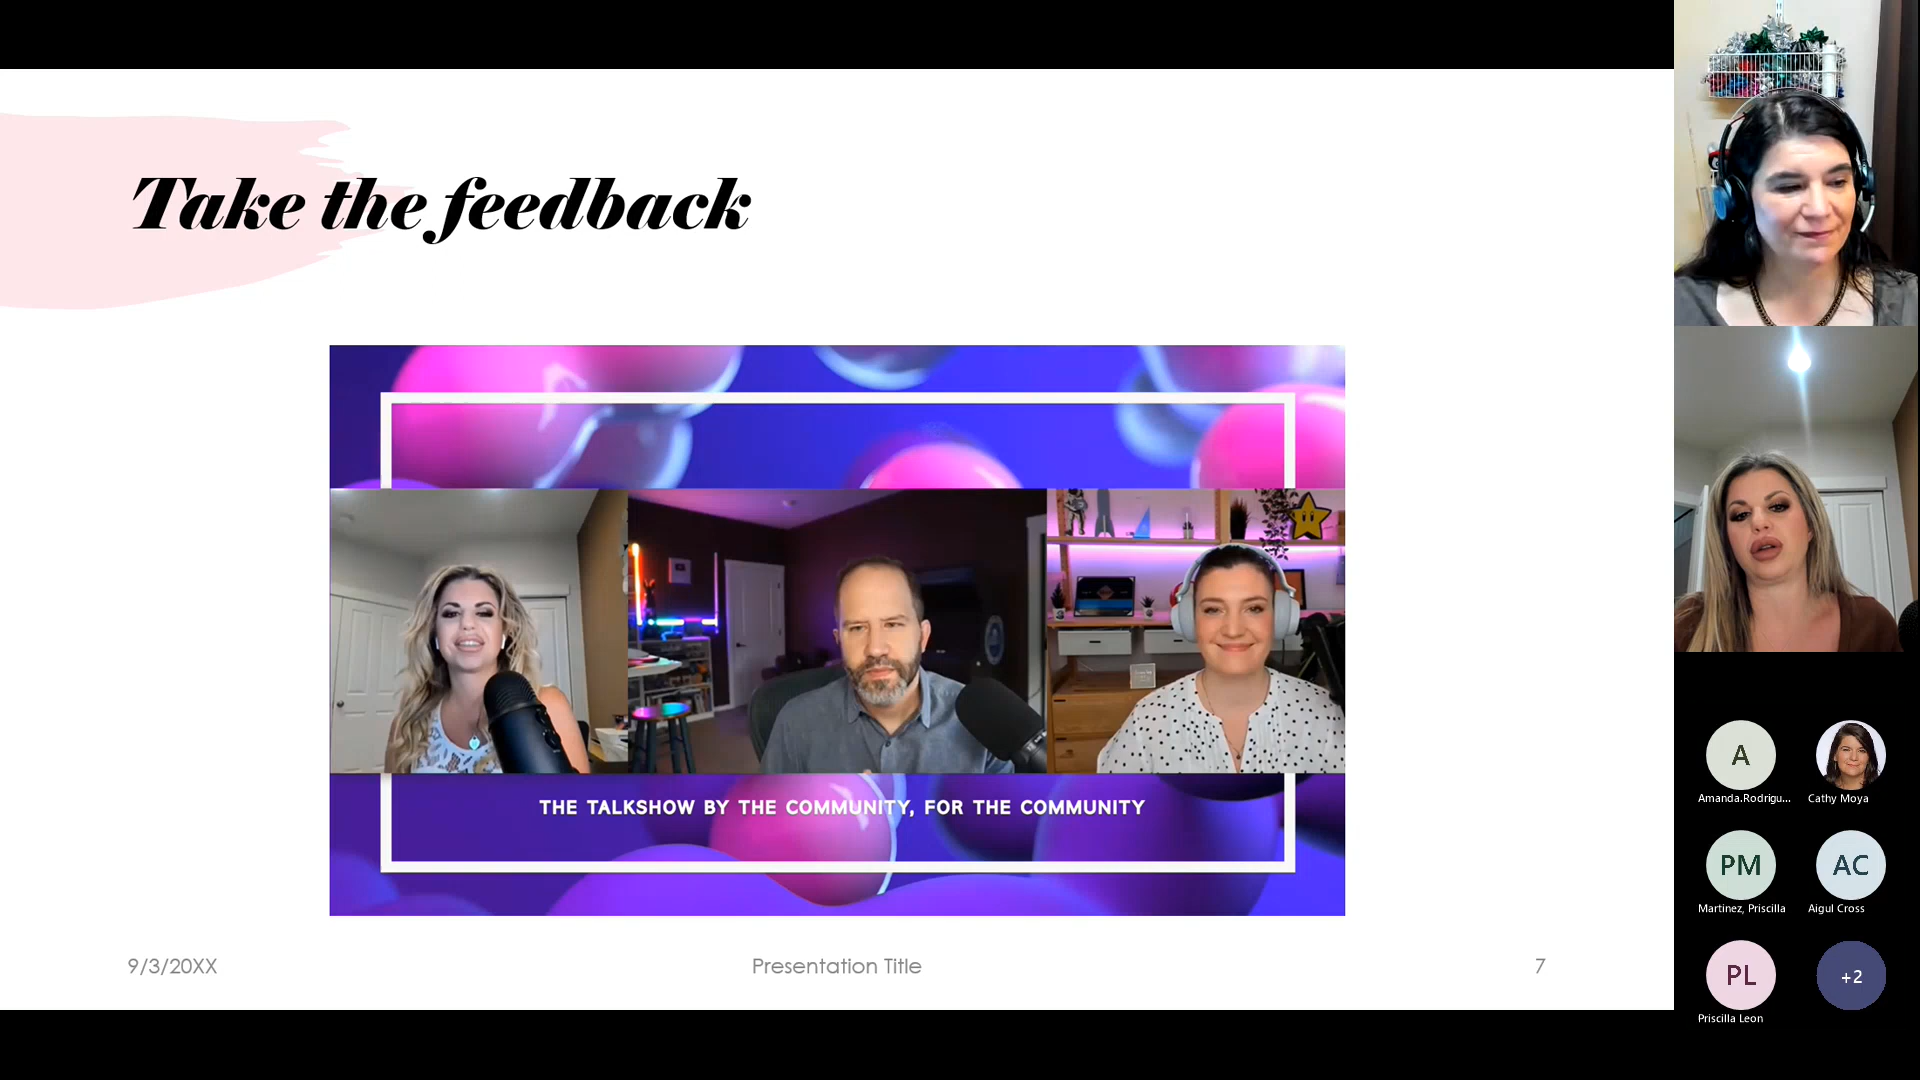 Take the feedback
THE TALKSHOW BY THE COMMUNITY, FOR THE COMMUNITY
9/3/20XX
Presentation Title
7
A
Amanda.Rodrigu...
Cathy Moya
PM
Martinez, Priscilla
AC
Aigul Cross
PL
Priscilla Leon
+2